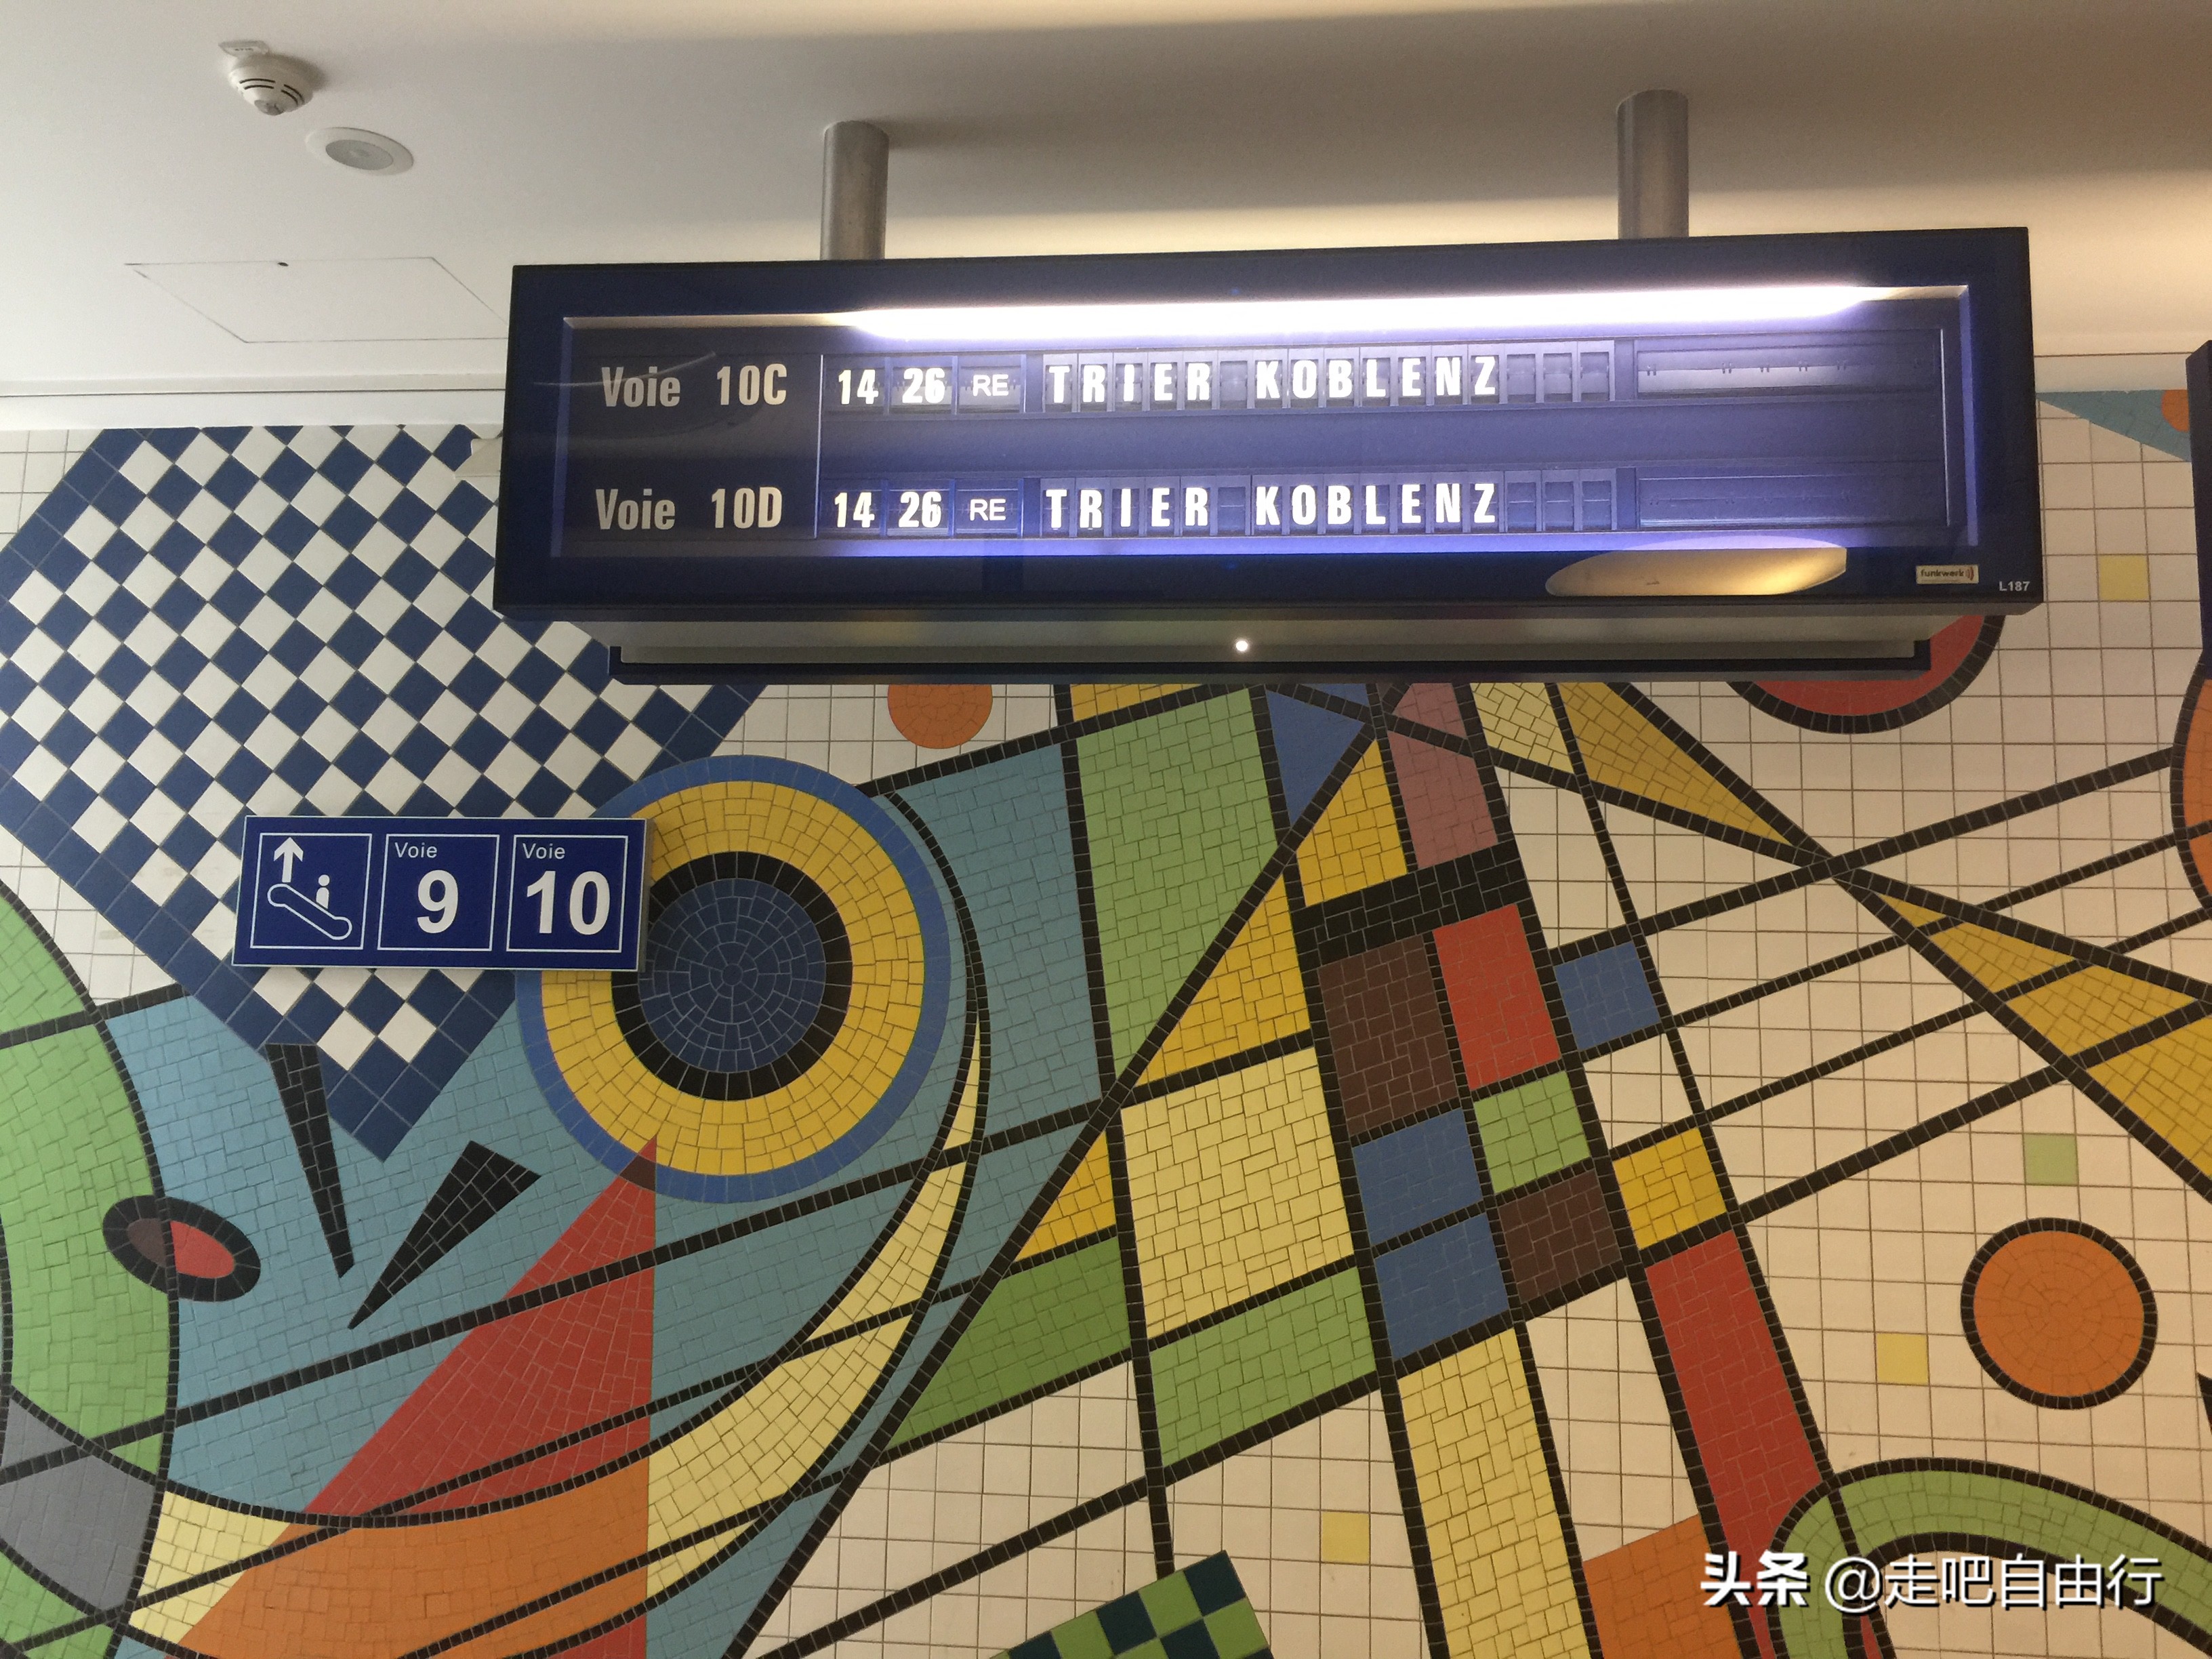 Voie 10C 14 26 RE TRIER KOBLENZ
Voie 10D 14 26 RE TRIER KOBLENZ
funkwerk
L187
Voie 9 Voie 10
头条 @走吧自由行